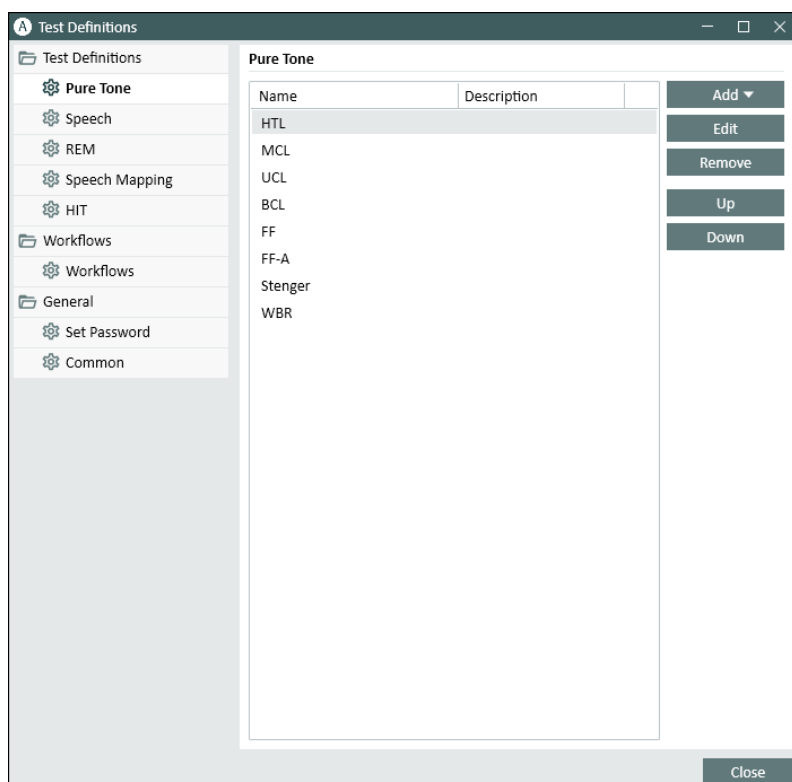 A Test Definitions
Test Definitions
Pure Tone
Speech
REM
Speech Mapping
HIT
Workflows
Workflows
General
Set Password
Common
Pure Tone
Name Description
HTL
MCL
UCL
BCL
FF
FF-A
Stenger
WBR
Add
Edit
Remove
Up
Down
Close